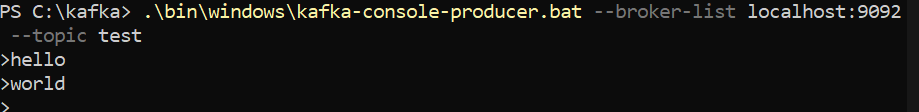 PS C:\kafka> .\bin\windows\kafka-console-producer.bat --broker-list localhost:9092
--topic test
>hello
>world
>